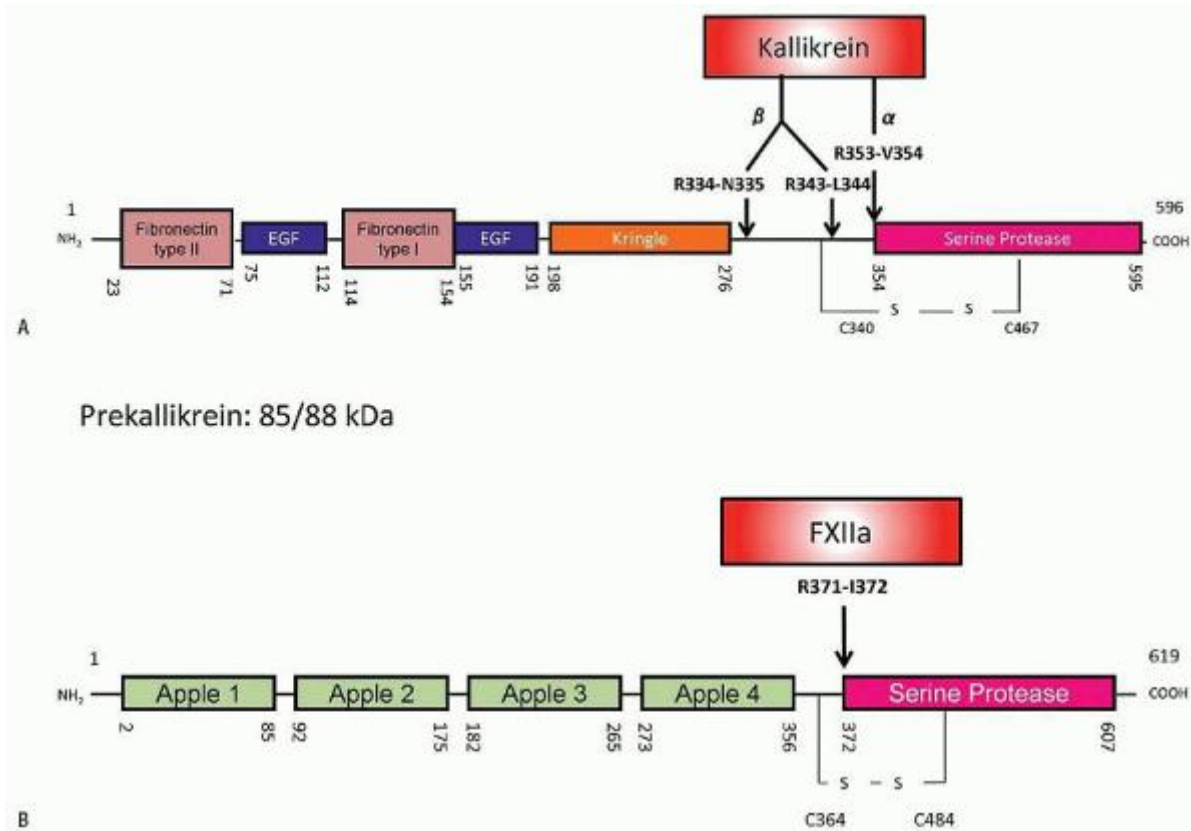 Kallikrein
β
α
R353-V354
R334-N335
R343-L344
1
596
NH2
Fibronectin
type II
EGF
Fibronectin
type I
EGF
Kringle
Serine Protease
COOH
23
71
75
112
114
154
155
191
198
276
354
595
S
S
C340
C467
A
Prekallikrein: 85/88 kDa
FXIIa
R371-I372
1
619
NH2
Apple 1
Apple 2
Apple 3
Apple 4
Serine Protease
COOH
2
85
92
175
182
265
273
356
372
607
S
S
C364
C484
B